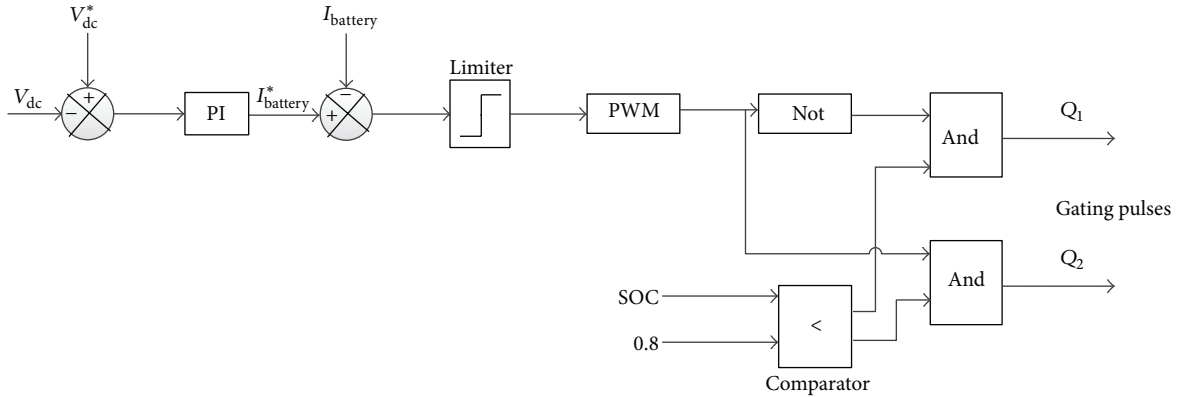 V*dc
Ibattery
Vdc
+
−
PI
I*battery
−
+
Limiter
PWM
Not
And
Q1
Gating pulses
And
Q2
SOC
0.8
<
Comparator